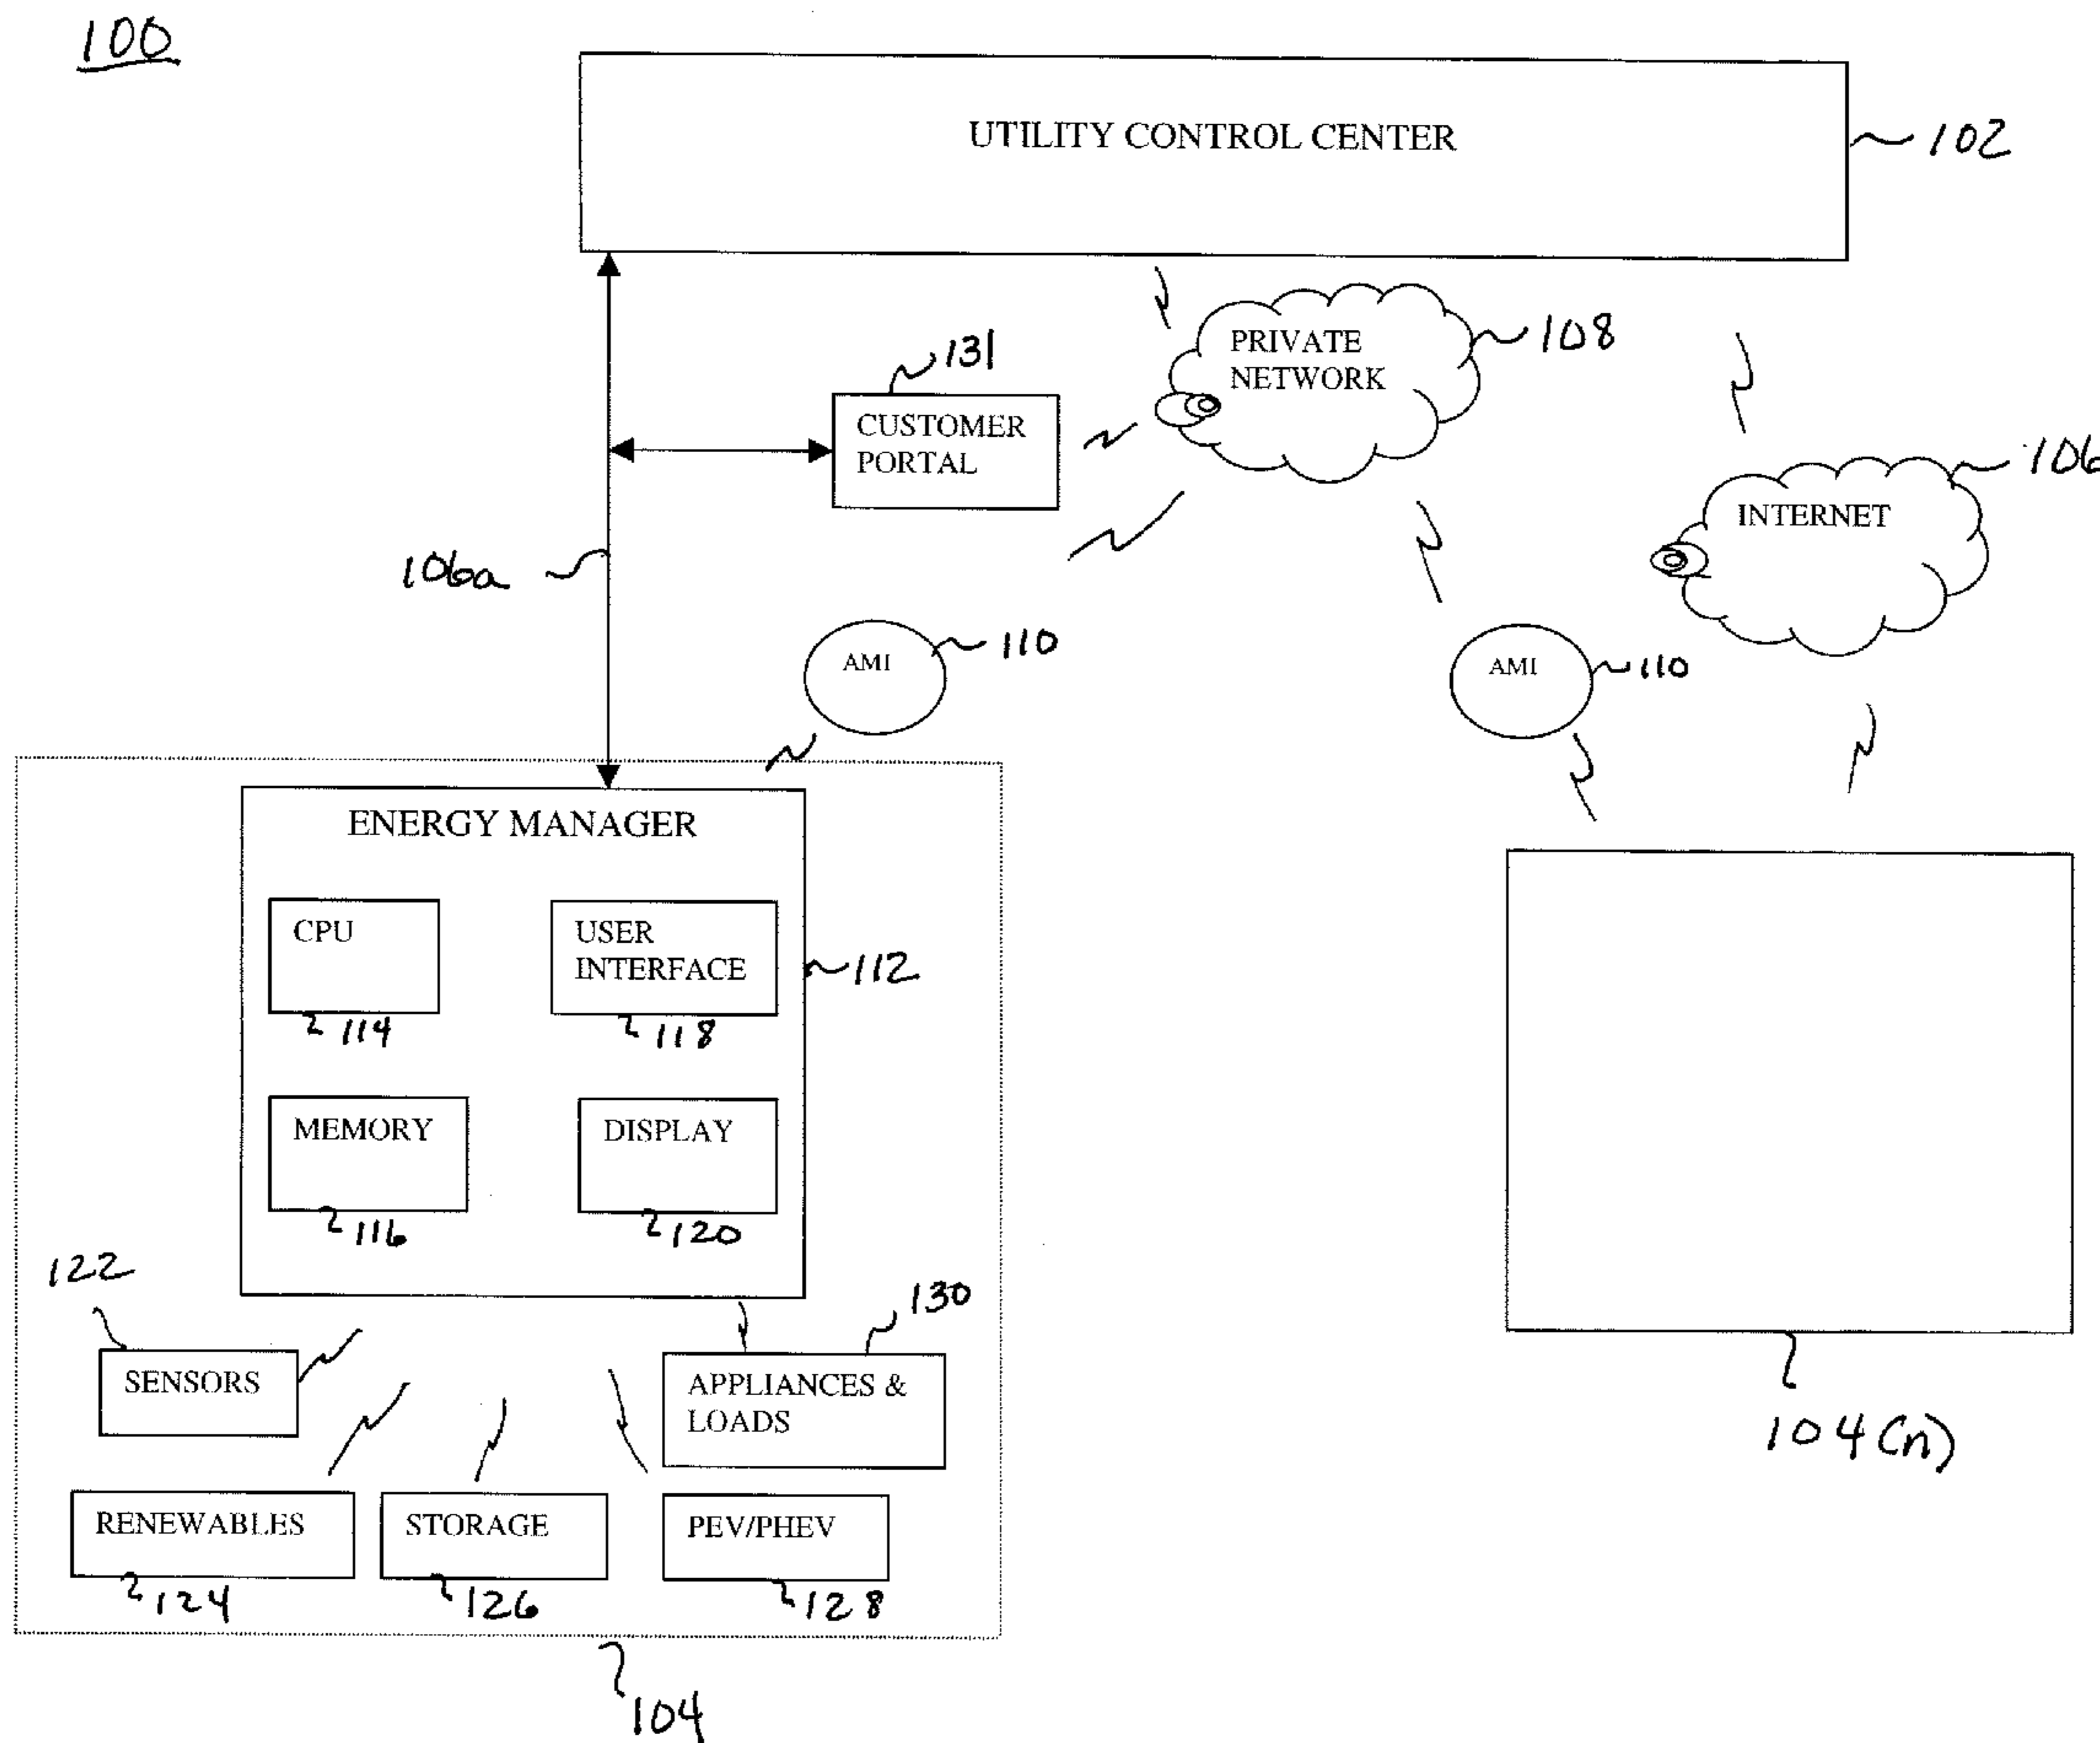 100
UTILITY CONTROL CENTER
102
PRIVATE
NETWORK
108
131
CUSTOMER
PORTAL
106
INTERNET
106a
AMI
110
AMI
110
ENERGY MANAGER
CPU
114
USER
INTERFACE
118
112
MEMORY
116
DISPLAY
120
122
130
SENSORS
APPLIANCES &
LOADS
104(n)
RENEWABLES
124
STORAGE
126
PEV/PHEV
128
104